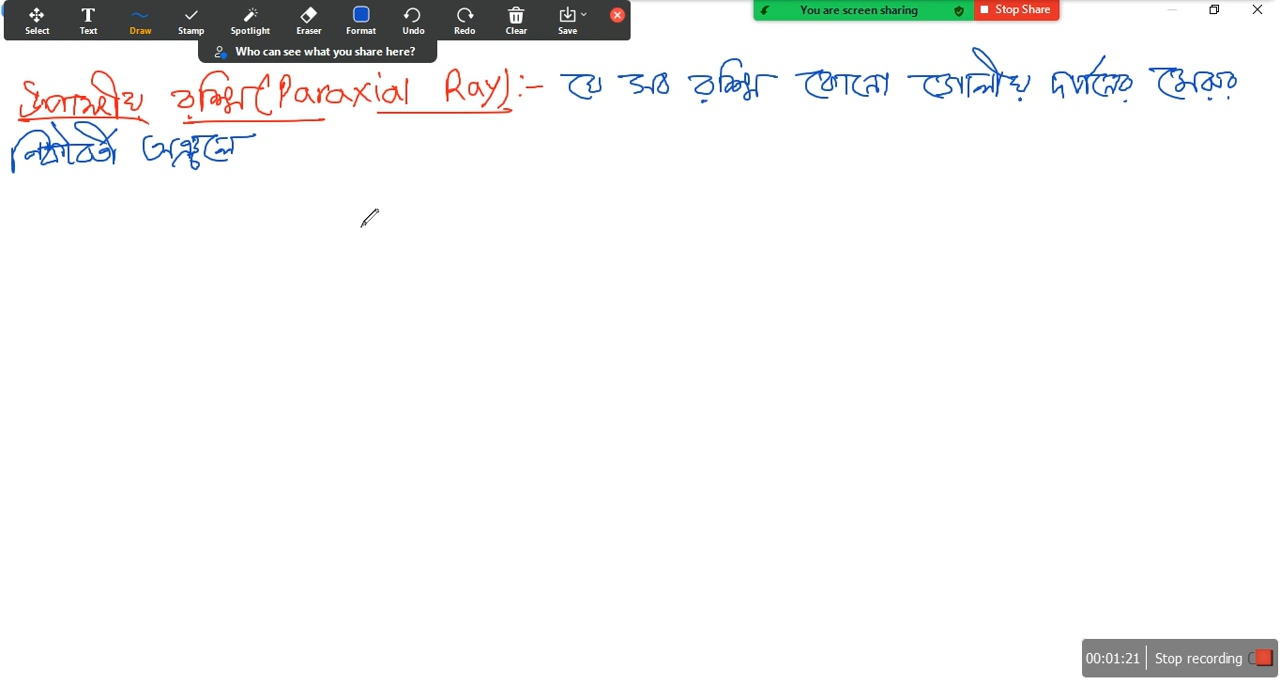 Select Text Draw Stamp Spotlight Eraser Format Undo Redo Clear Save
You are screen sharing Stop Share
Who can see what you share here?
উপাক্ষীয় রশ্মি (Paraxial Ray):- যে সব রশ্মি কোনো গোলীয় দর্পনের মেরুর
নিকটবর্তী অঞ্চলে
00:01:21 Stop recording